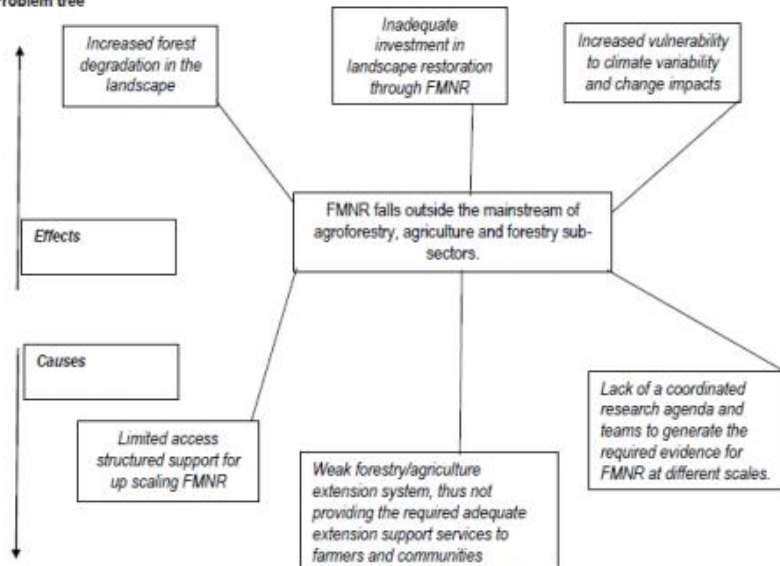 Problem tree
Increased forest
degradation in the
landscape
Inadequate
investment in
landscape restoration
through FMNR
Increased vulnerability
to climate variability
and change impacts
FMNR falls outside the mainstream of
agroforestry, agriculture and forestry sub-
sectors.
Effects
Causes
Limited access
structured support for
up scaling FMNR
Weak forestry/agriculture
extension system, thus not
providing the required adequate
extension support services to
farmers and communities
Lack of a coordinated
research agenda and
teams to generate the
required evidence for
FMNR at different scales.